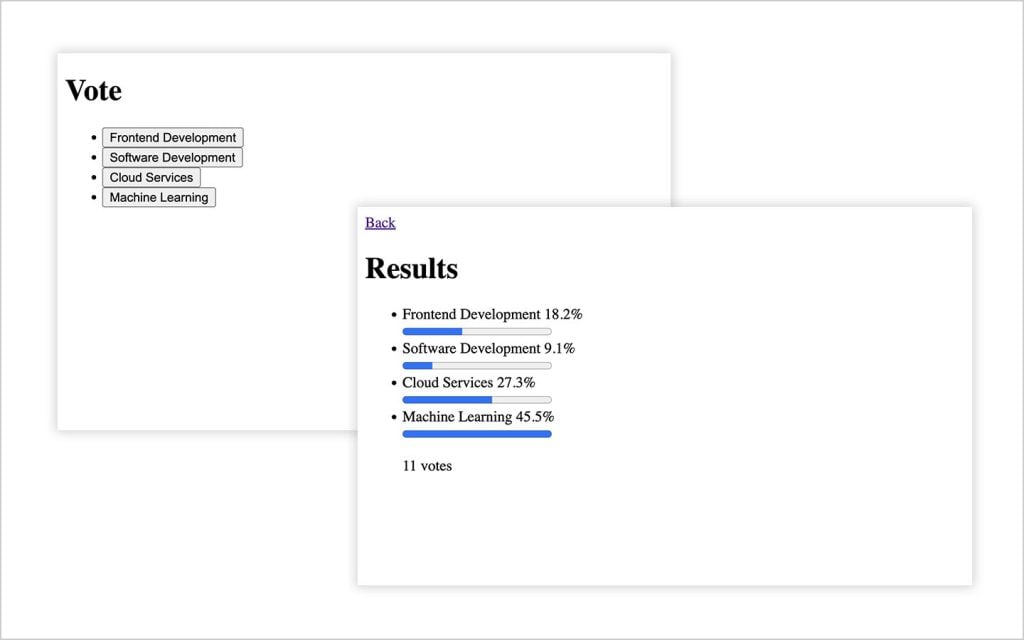 Vote
Frontend Development
Software Development
Cloud Services
Machine Learning
Back
Results
Frontend Development 18.2%
Software Development 9.1%
Cloud Services 27.3%
Machine Learning 45.5%
11 votes